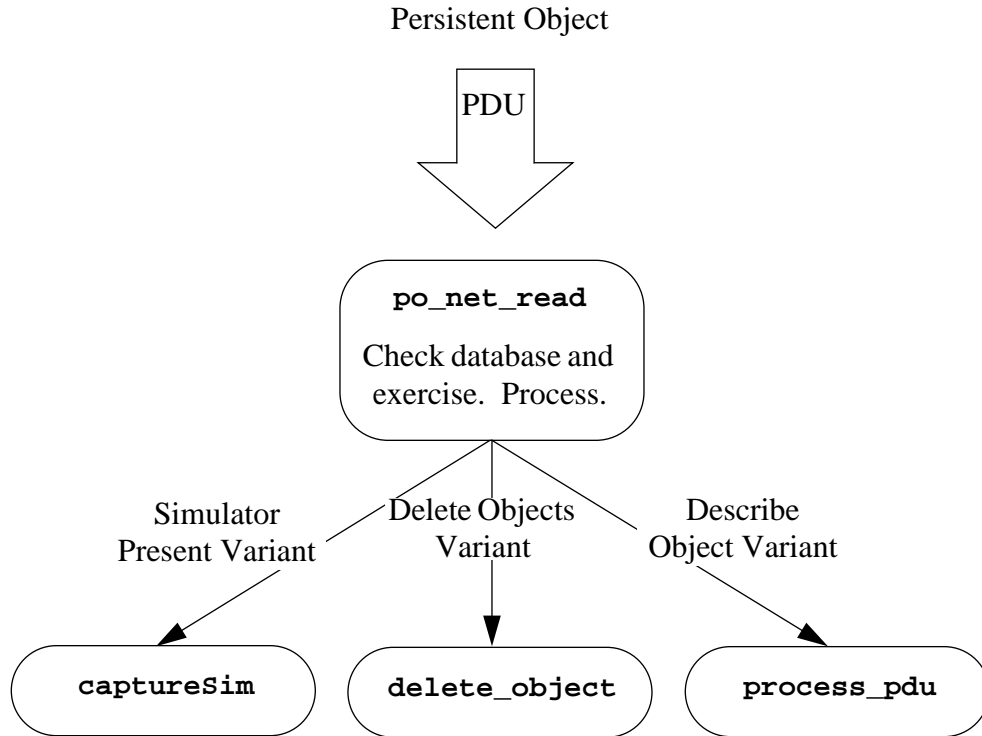 Persistent Object
PDU
po_net_read
Check database and
exercise. Process.
Simulator
Present Variant
Delete Objects
Variant
Describe
Object Variant
captureSim
delete_object
process_pdu